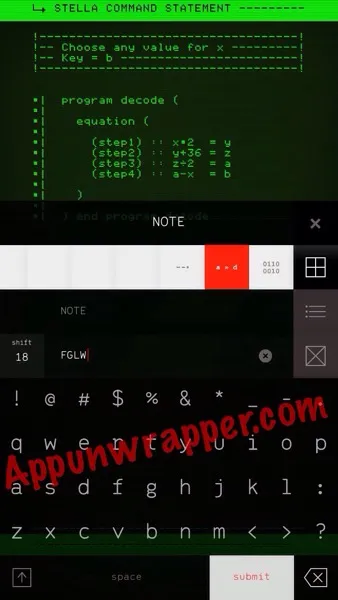 ↳ STELLA COMMAND STATEMENT ---------
!-------------------------------!
!-- Choose any value for x ---------!
!-- Key = b ----------------------!
!-------------------------------!
program decode (
equation (
(step1) :: x*2 = y
(step2) :: y+36 = z
(step3) :: z÷2 = a
(step4) :: a-x = b
)
) end program decode
NOTE ×
--· a = d 0110
0010
NOTE
shift
18 FGLW
! @ # $ % & * _ - .
q w e r t y u i o p
Appunwrapper.com
a s d f g h j k l :
z x c v b n m < > ?
space submit